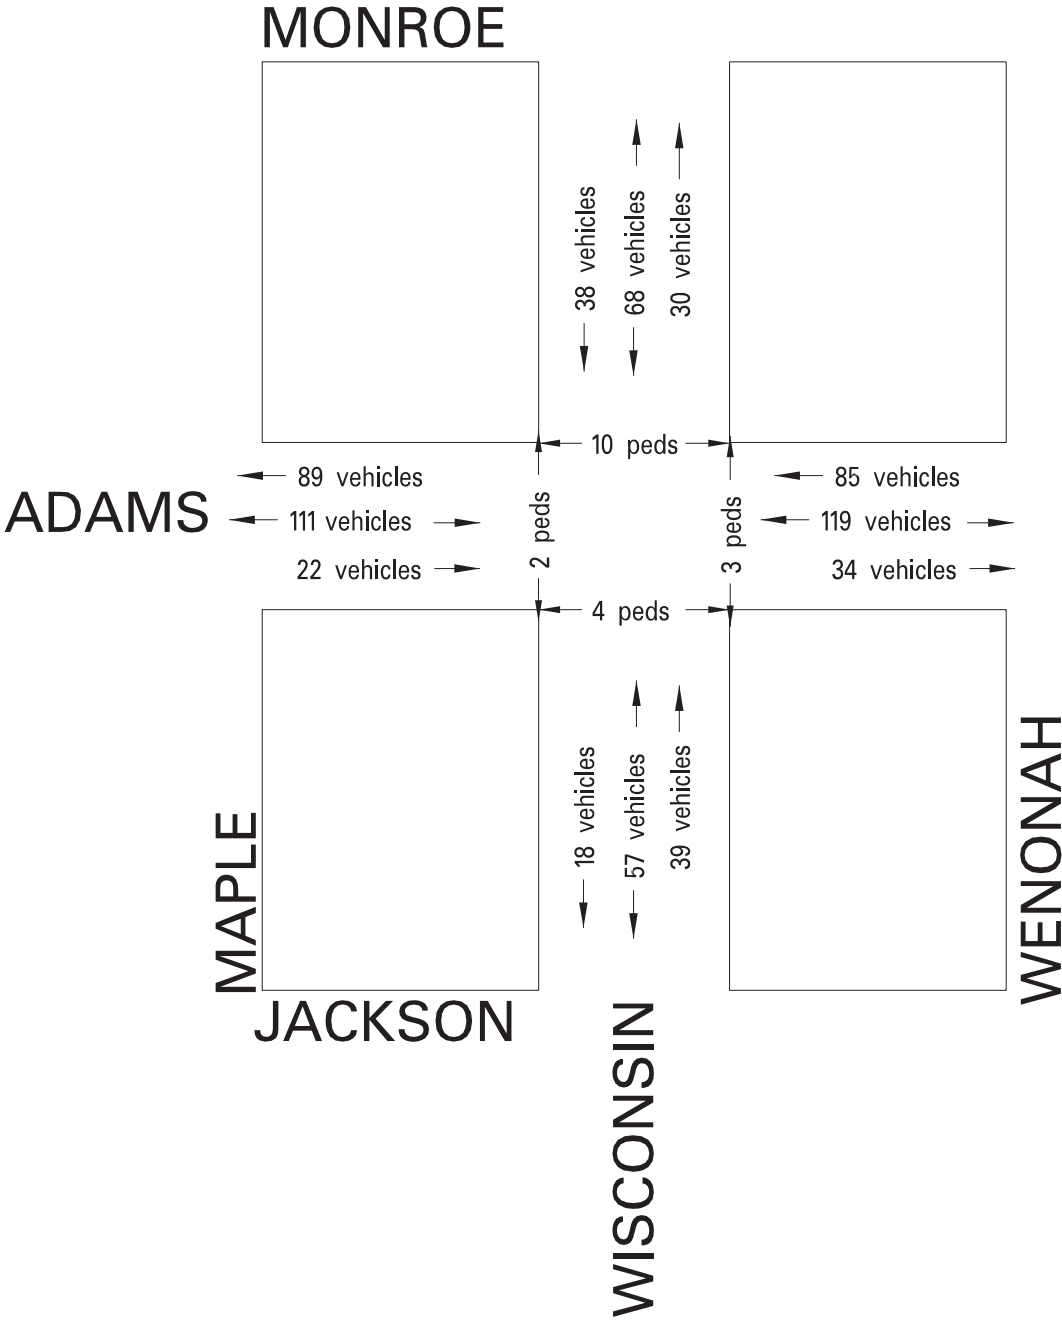 MONROE
38 vehicles
68 vehicles
30 vehicles
10 peds
89 vehicles
85 vehicles
ADAMS
111 vehicles
2 peds
3 peds
119 vehicles
22 vehicles
34 vehicles
4 peds
18 vehicles
57 vehicles
39 vehicles
MAPLE
WENONAH
JACKSON
WISCONSIN